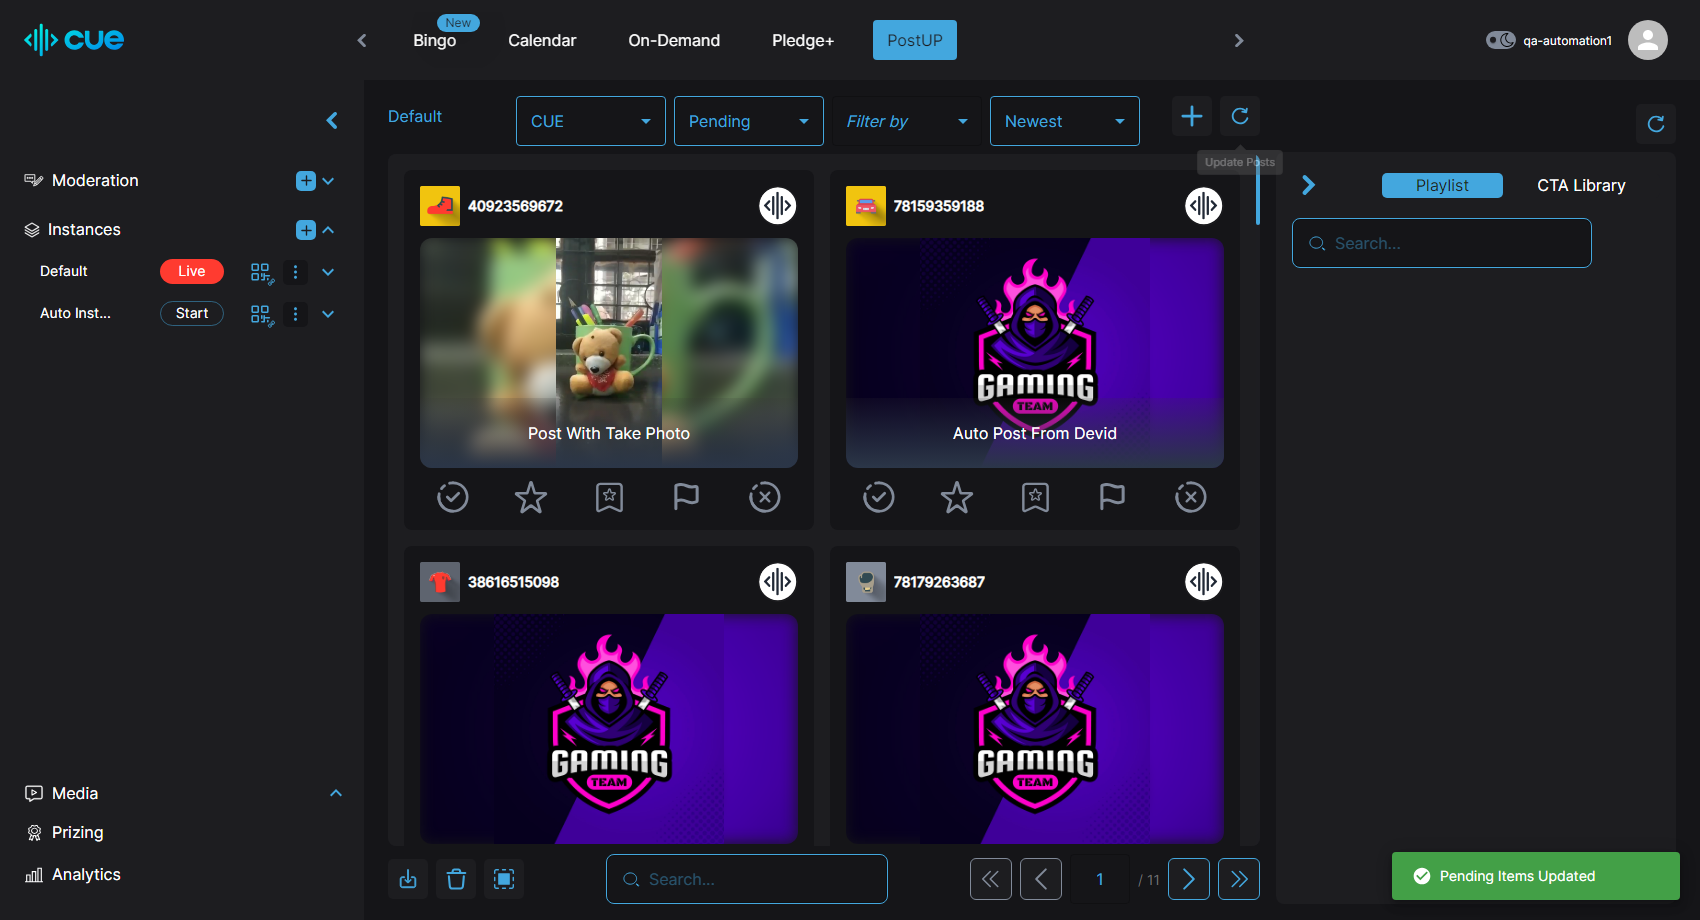 cue
New
Bingo
Calendar
On-Demand
Pledge+
PostUP
qa-automation1
Default
CUE
Pending
Filter by
Newest
Update Posts
Moderation
Instances
Default
Live
Auto Inst...
Start
Media
Prizing
Analytics
40923569672
Post With Take Photo
78159359188
GAMING
TEAM
Auto Post From Devid
38616515098
GAMING
TEAM
78179263687
GAMING
TEAM
Search...
1
/ 11
Playlist
CTA Library
Search...
Pending Items Updated